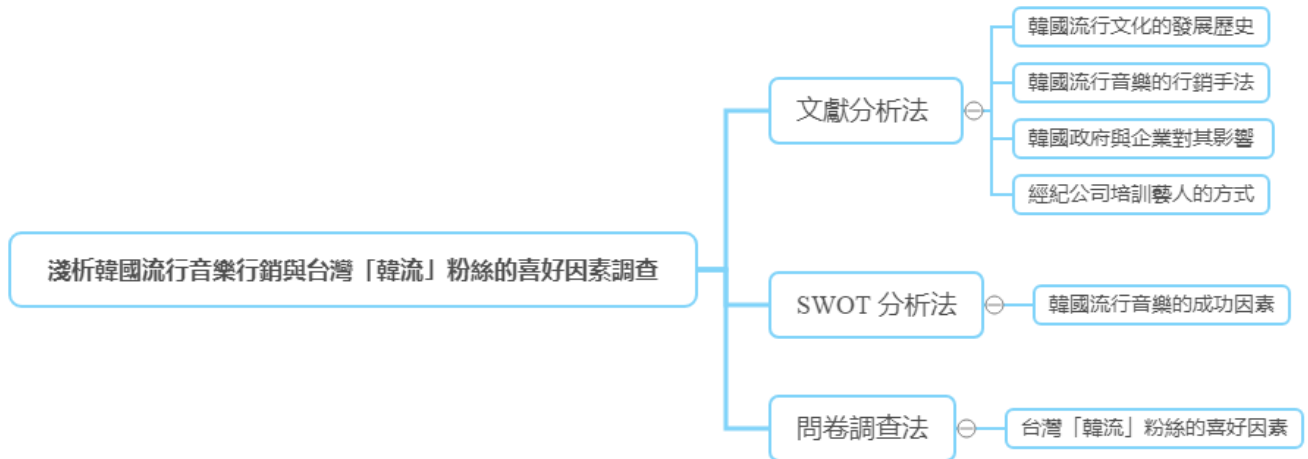 韓國流行文化的發展歷史
文獻分析法
韓國流行音樂的行銷手法
韓國政府與企業對其影響
經紀公司培訓藝人的方式
淺析韓國流行音樂行銷與台灣「韓流」粉絲的喜好因素調查
SWOT 分析法
韓國流行音樂的成功因素
問卷調查法
台灣「韓流」粉絲的喜好因素